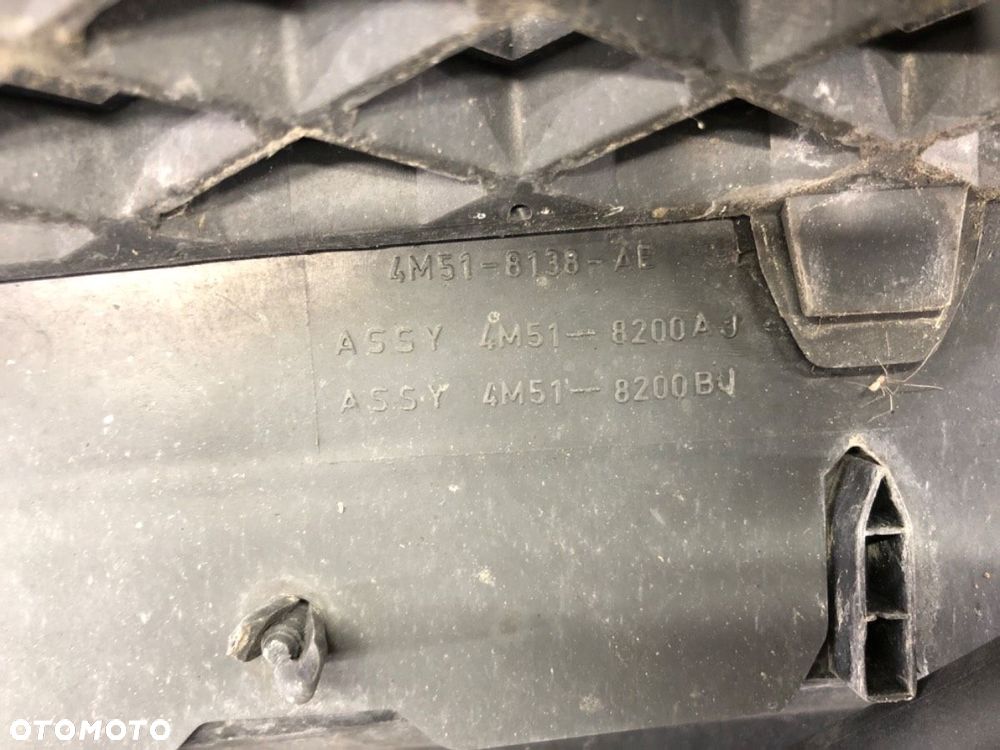 4M51-8138-AE
ASSY 4M51-8200AJ
ASSY 4M51-8200BJ
OTOMOTO